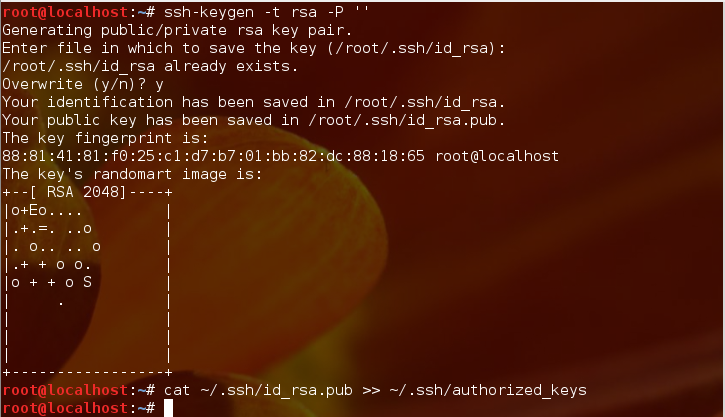 root@localhost:~# ssh-keygen -t rsa -P ''
Generating public/private rsa key pair.
Enter file in which to save the key (/root/.ssh/id_rsa):
/root/.ssh/id_rsa already exists.
Overwrite (y/n)? y
Your identification has been saved in /root/.ssh/id_rsa.
Your public key has been saved in /root/.ssh/id_rsa.pub.
The key fingerprint is:
88:81:41:81:f0:25:c1:d7:b7:01:bb:82:dc:88:18:65 root@localhost
The key's randomart image is:
+--[ RSA 2048]----+
|o+Eo....         |
|.+.=. ..o        |
|. o.. .. o       |
|.+ + o o.        |
|o + + o S        |
|     .           |
|                 |
|                 |
|                 |
+-----------------+
root@localhost:~# cat ~/.ssh/id_rsa.pub >> ~/.ssh/authorized_keys
root@localhost:~#